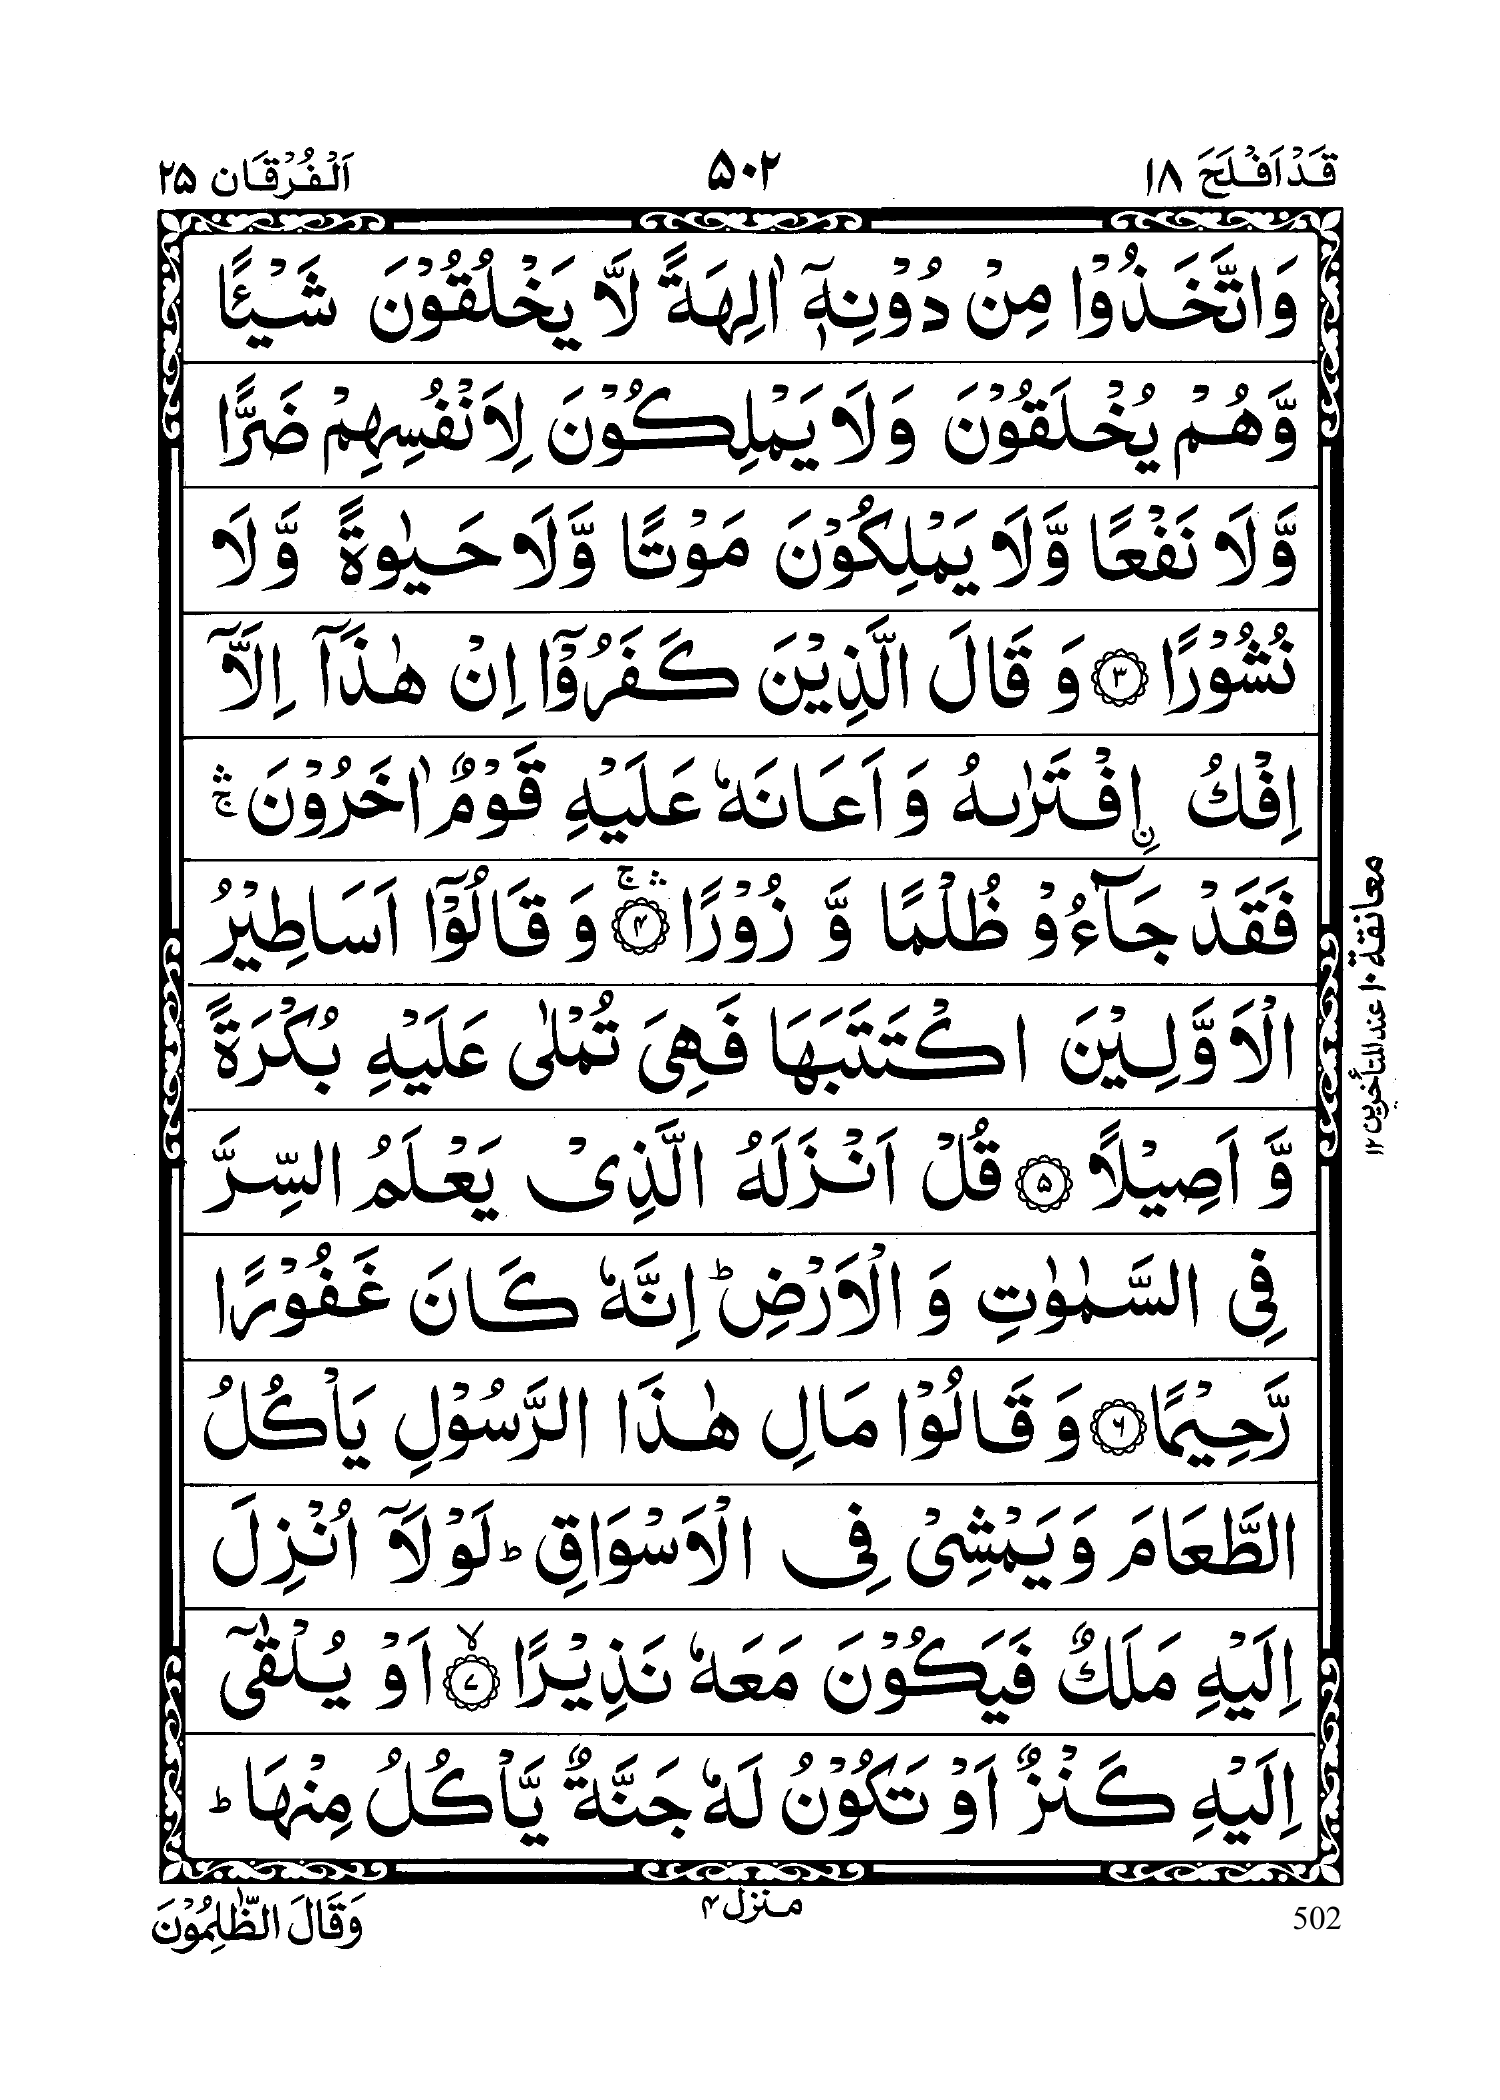 قَدْ اَفْلَحَ ۱۸
۵۰۲
اَلْفُرْقَان ۲۵
وَاتَّخَذُوْا مِنْ دُوْنِهٖۤ اٰلِهَةً لَّا يَخْلُقُوْنَ شَيْـًٔا
وَّهُمْ يُخْلَقُوْنَ وَلَا يَمْلِكُوْنَ لِاَنْفُسِهِمْ ضَرًّا
وَّلَا نَفْعًا وَّلَا يَمْلِكُوْنَ مَوْتًا وَّلَا حَيٰوةً وَّلَا
نُشُوْرًا ۝۳ وَ قَالَ الَّذِيْنَ كَفَرُوْۤا اِنْ هٰذَاۤ اِلَّاۤ
اِفْكُ ۨافْتَرٰىهُ وَ اَعَانَهٗ عَلَيْهِ قَوْمٌ اٰخَرُوْنَ ۛۚ
فَقَدْ جَآءُوْ ظُلْمًا وَّ زُوْرًا ۝۴ۛۚ وَ قَالُوْۤا اَسَاطِيْرُ
الْاَوَّلِيْنَ اكْتَتَبَهَا فَهِيَ تُمْلٰى عَلَيْهِ بُكْرَةً
وَّ اَصِيْلًا ۝۵ قُلْ اَنْزَلَهُ الَّذِيْ يَعْلَمُ السِّرَّ
فِي السَّمٰوٰتِ وَ الْاَرْضِ ؕ اِنَّهٗ كَانَ غَفُوْرًا
رَّحِيْمًا ۝۶ وَ قَالُوْا مَالِ هٰذَا الرَّسُوْلِ يَاْكُلُ
الطَّعَامَ وَيَمْشِيْ فِي الْاَسْوَاقِ ؕ لَوْلَاۤ اُنْزِلَ
اِلَيْهِ مَلَكٌ فَيَكُوْنَ مَعَهٗ نَذِيْرًا ۝۷ۙ اَوْ يُلْقٰۤى
اِلَيْهِ كَنْزٌ اَوْ تَكُوْنُ لَهٗ جَنَّةٌ يَّاْكُلُ مِنْهَا ؕ
معانقة ۱۰ عند المتأخرين ۱۲
منزل ۴
وَقَالَ الظّٰلِمُوْنَ
502